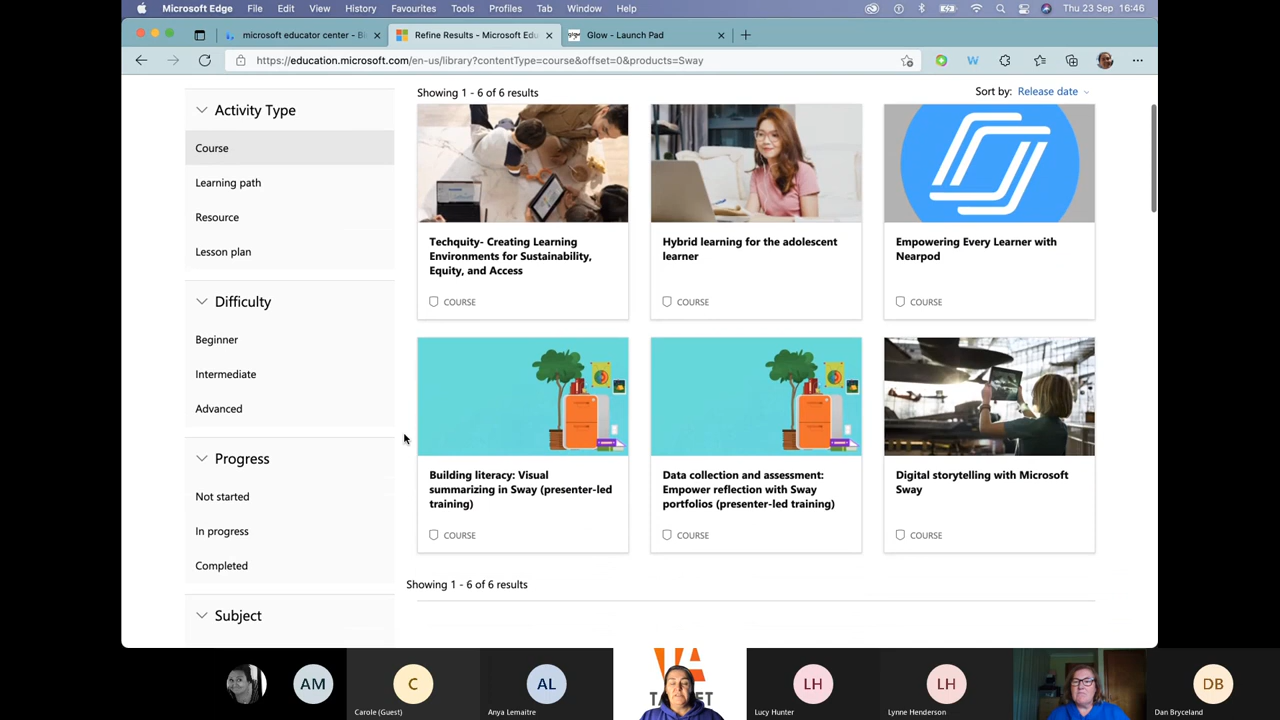 Microsoft Edge File Edit View History Favourites Tools Profiles Tab Window Help Thu 23 Sep 16:46
microsoft educator center - Bi
Refine Results - Microsoft Edu
Glow - Launch Pad
https://education.microsoft.com/en-us/library?contentType=course&offset=0&products=Sway
Showing 1 - 6 of 6 results
Sort by: Release date
Activity Type
Course
Learning path
Resource
Lesson plan
Difficulty
Beginner
Intermediate
Advanced
Progress
Not started
In progress
Completed
Subject
Techquity- Creating Learning
Environments for Sustainability,
Equity, and Access
COURSE
Hybrid learning for the adolescent
learner
COURSE
Empowering Every Learner with
Nearpod
COURSE
Building literacy: Visual
summarizing in Sway (presenter-led
training)
COURSE
Data collection and assessment:
Empower reflection with Sway
portfolios (presenter-led training)
COURSE
Digital storytelling with Microsoft
Sway
COURSE
Showing 1 - 6 of 6 results
AM
C
Carole (Guest)
AL
Anya Lemaitre
LH
Lucy Hunter
LH
Lynne Henderson
DB
Dan Bryceland